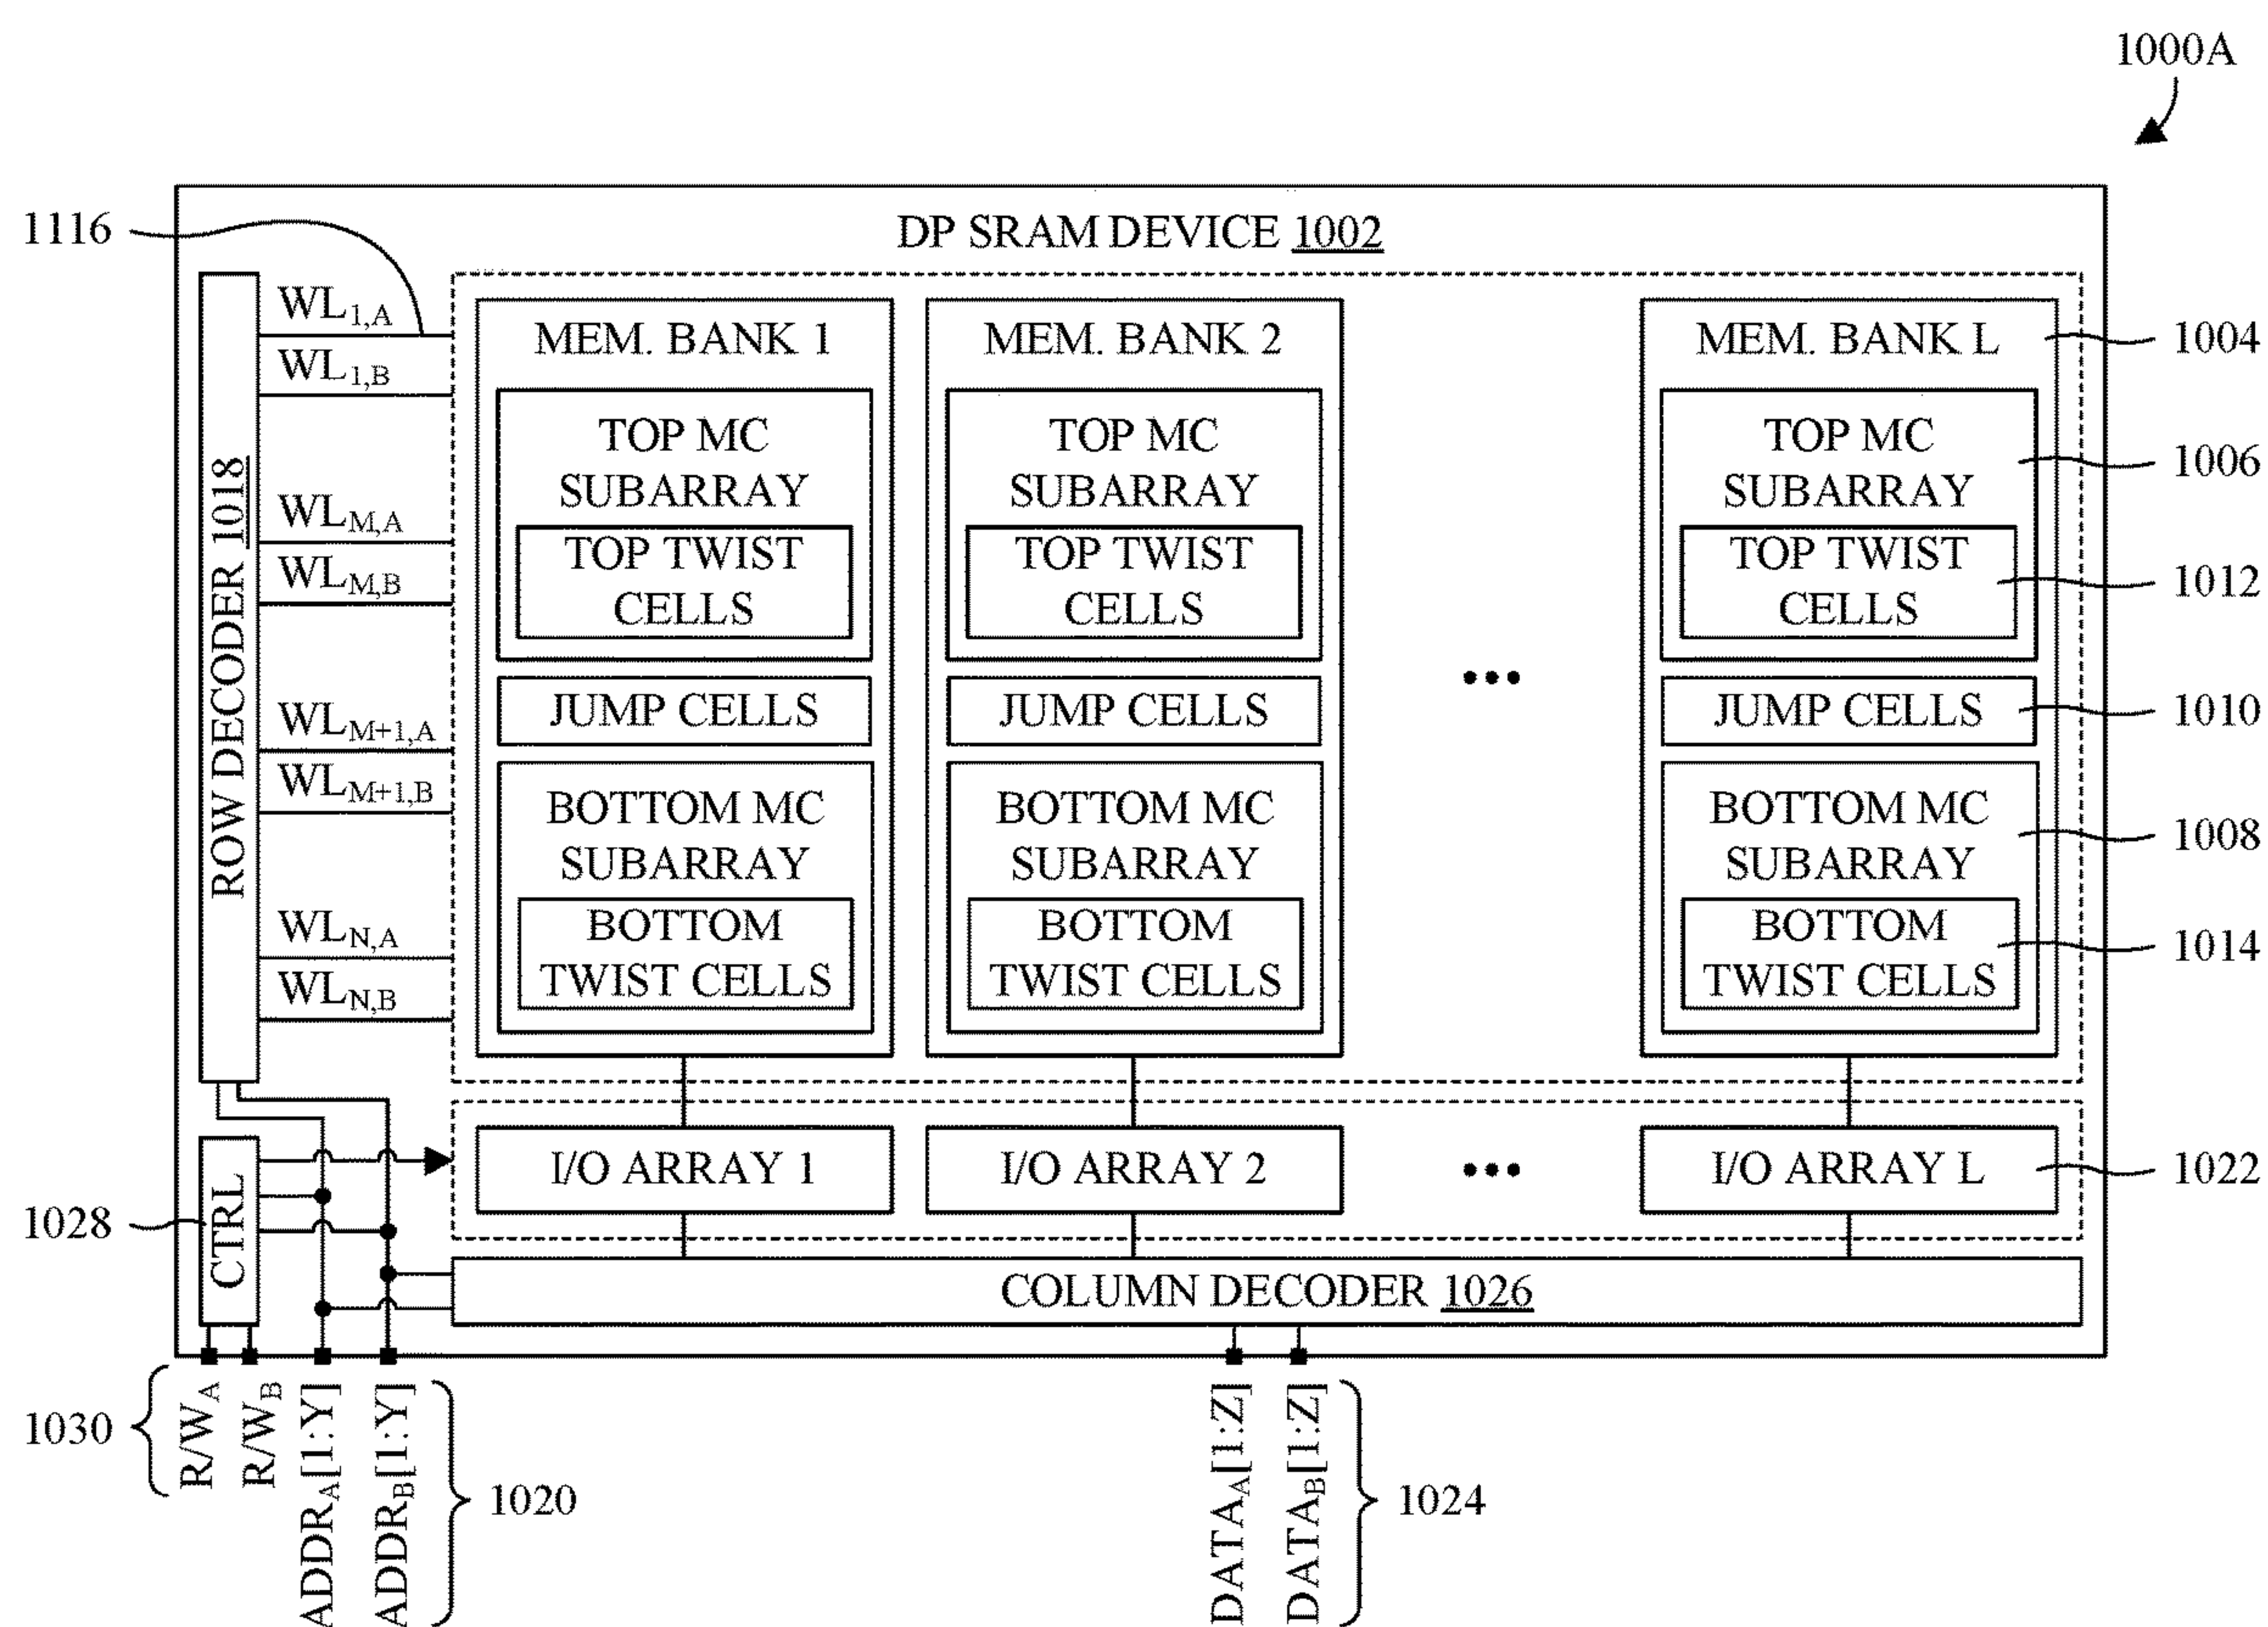 1000A
DP SRAM DEVICE 1002
1116
ROW DECODER 1018
WL1,A
WL1,B
WLM,A
WLM,B
WLM+1,A
WLM+1,B
WLN,A
WLN,B
MEM. BANK 1
TOP MC
SUBARRAY
TOP TWIST
CELLS
JUMP CELLS
BOTTOM MC
SUBARRAY
BOTTOM
TWIST CELLS
MEM. BANK 2
TOP MC
SUBARRAY
TOP TWIST
CELLS
JUMP CELLS
BOTTOM MC
SUBARRAY
BOTTOM
TWIST CELLS
...
MEM. BANK L
TOP MC
SUBARRAY
TOP TWIST
CELLS
JUMP CELLS
BOTTOM MC
SUBARRAY
BOTTOM
TWIST CELLS
1004
1006
1012
1010
1008
1014
1028
CTRL
I/O ARRAY 1
I/O ARRAY 2
...
I/O ARRAY L
1022
COLUMN DECODER 1026
1030
R/WA
R/WB
ADDRA[1:Y]
ADDRB[1:Y]
1020
DATAA[1:Z]
DATAB[1:Z]
1024